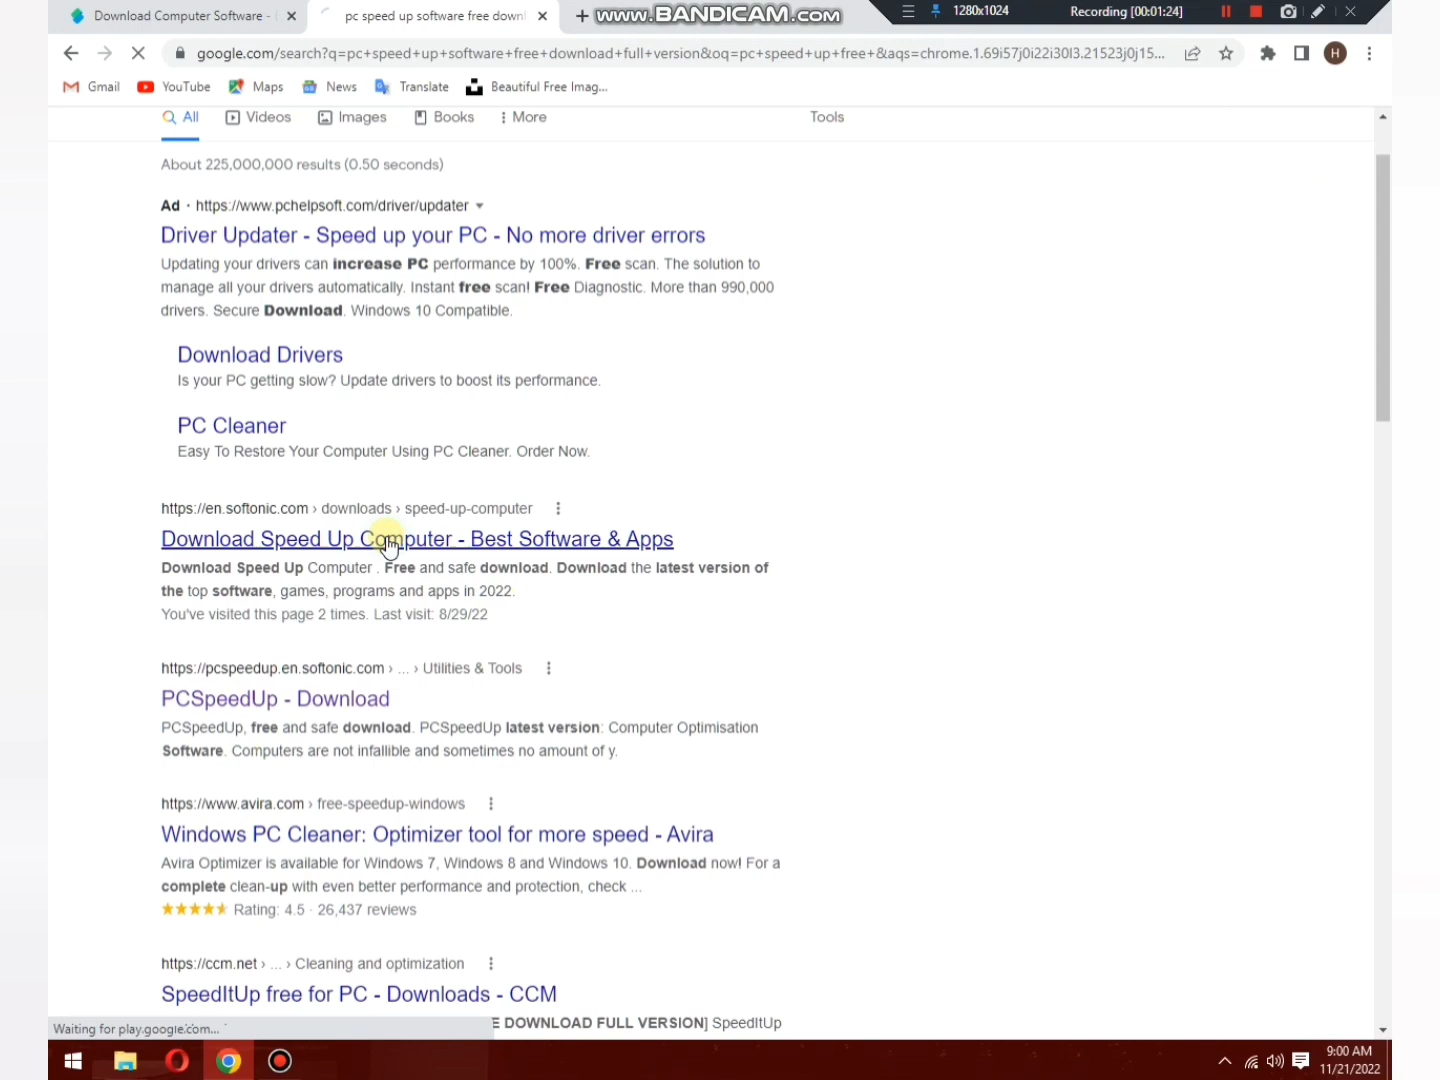 Download Computer Software -
pc speed up software free down
www.BANDICAM.com
1280x1024
Recording [00:01:24]
google.com/search?q=pc+speed+up+software+free+download+full+version&oq=pc+speed+up+free+&aqs=chrome.1.69i57j0i22i30l3.21523j0j15...
H
Gmail
YouTube
Maps
News
Translate
Beautiful Free Imag...
All
Videos
Images
Books
More
Tools
About 225,000,000 results (0.50 seconds)
Ad · https://www.pchelpsoft.com/driver/updater
Driver Updater - Speed up your PC - No more driver errors
Updating your drivers can increase PC performance by 100%. Free scan. The solution to
manage all your drivers automatically. Instant free scan! Free Diagnostic. More than 990,000
drivers. Secure Download. Windows 10 Compatible.
Download Drivers
Is your PC getting slow? Update drivers to boost its performance.
PC Cleaner
Easy To Restore Your Computer Using PC Cleaner. Order Now.
https://en.softonic.com › downloads › speed-up-computer
Download Speed Up Computer - Best Software & Apps
Download Speed Up Computer . Free and safe download. Download the latest version of
the top software, games, programs and apps in 2022.
You've visited this page 2 times. Last visit: 8/29/22
https://pcspeedup.en.softonic.com › ... › Utilities & Tools
PCSpeedUp - Download
PCSpeedUp, free and safe download. PCSpeedUp latest version: Computer Optimisation
Software. Computers are not infallible and sometimes no amount of y.
https://www.avira.com › free-speedup-windows
Windows PC Cleaner: Optimizer tool for more speed - Avira
Avira Optimizer is available for Windows 7, Windows 8 and Windows 10. Download now! For a
complete clean-up with even better performance and protection, check ...
Rating: 4.5 · 26,437 reviews
https://ccm.net › ... › Cleaning and optimization
SpeedItUp free for PC - Downloads - CCM
E DOWNLOAD FULL VERSION] SpeedItUp
Waiting for play.google.com...
9:00 AM
11/21/2022